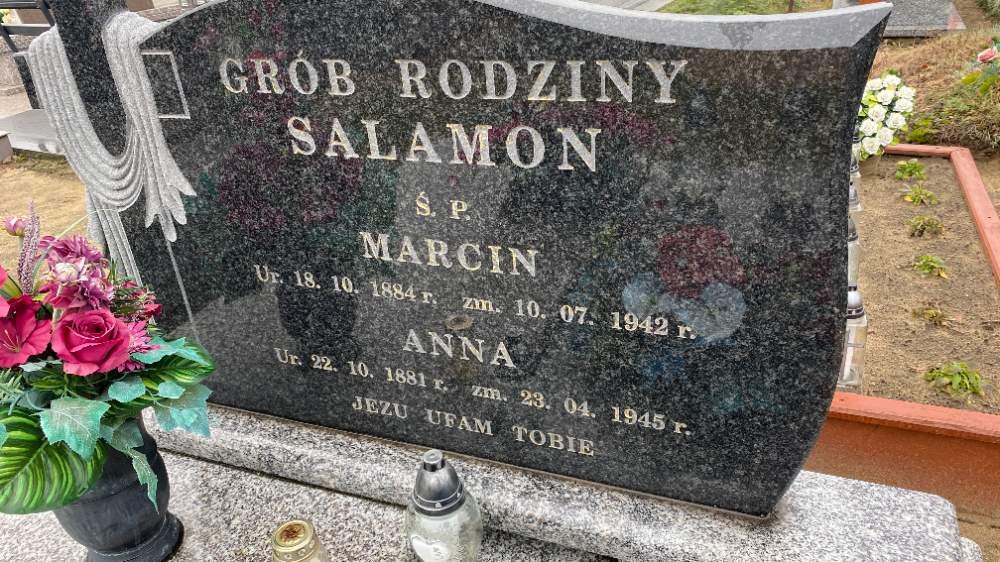 GRÓB RODZINY
SALAMON
Ś. P.
MARCIN
Ur. 18. 10. 1884 r. zm. 10. 07. 1942 r.
ANNA
Ur. 22. 10. 1881 r. zm. 23. 04. 1945 r.
JEZU UFAM TOBIE